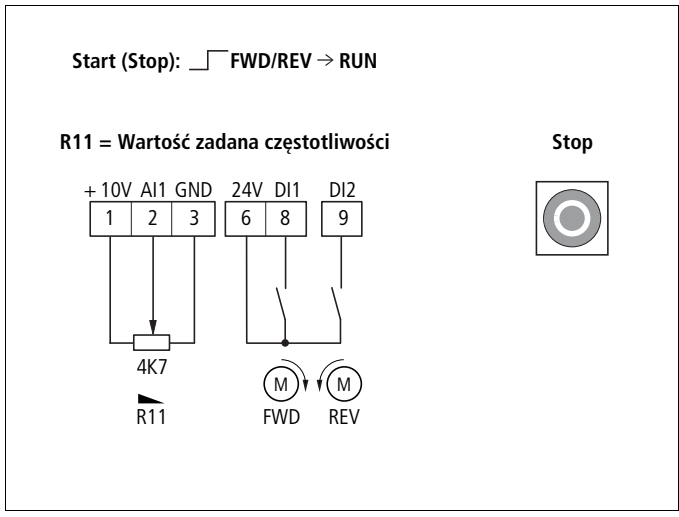 Start (Stop): FWD/REV → RUN
R11 = Wartość zadana częstotliwości Stop
+ 10V AI1 GND 24V DI1 DI2
1 2 3 6 8 9
4K7
M M
R11 FWD REV